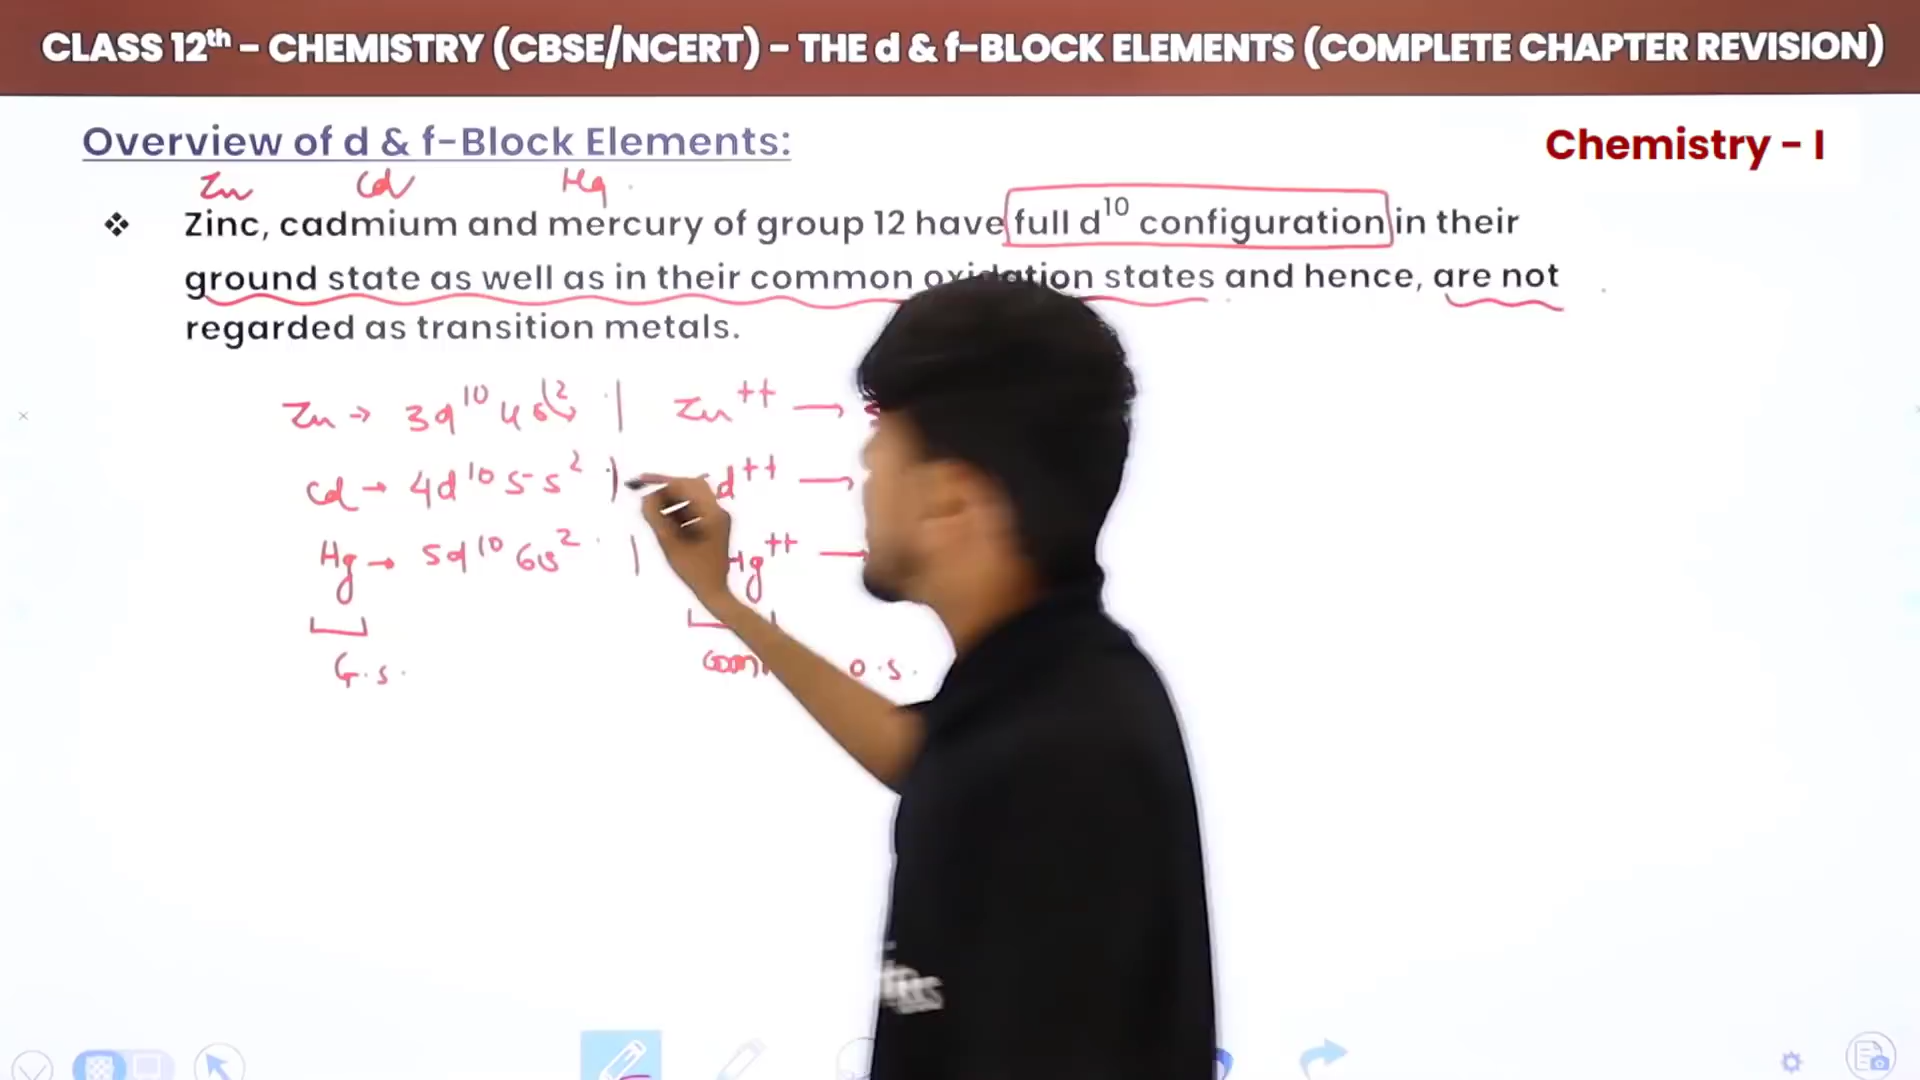 CLASS 12th – CHEMISTRY (CBSE/NCERT) – THE d & f–BLOCK ELEMENTS (COMPLETE CHAPTER REVISION)
Overview of d & f-Block Elements:
Chemistry - I
Zn Cd Hg
❖ Zinc, cadmium and mercury of group 12 have full d¹⁰ configuration in their
ground state as well as in their common oxidation states and hence, are not
regarded as transition metals.
Zn → 3d¹⁰ 4s² | Zn⁺⁺ →
Cd → 4d¹⁰ 5s² | d⁺⁺ →
Hg → 5d¹⁰ 6s² | Hg⁺⁺ →
G.s. O.S.